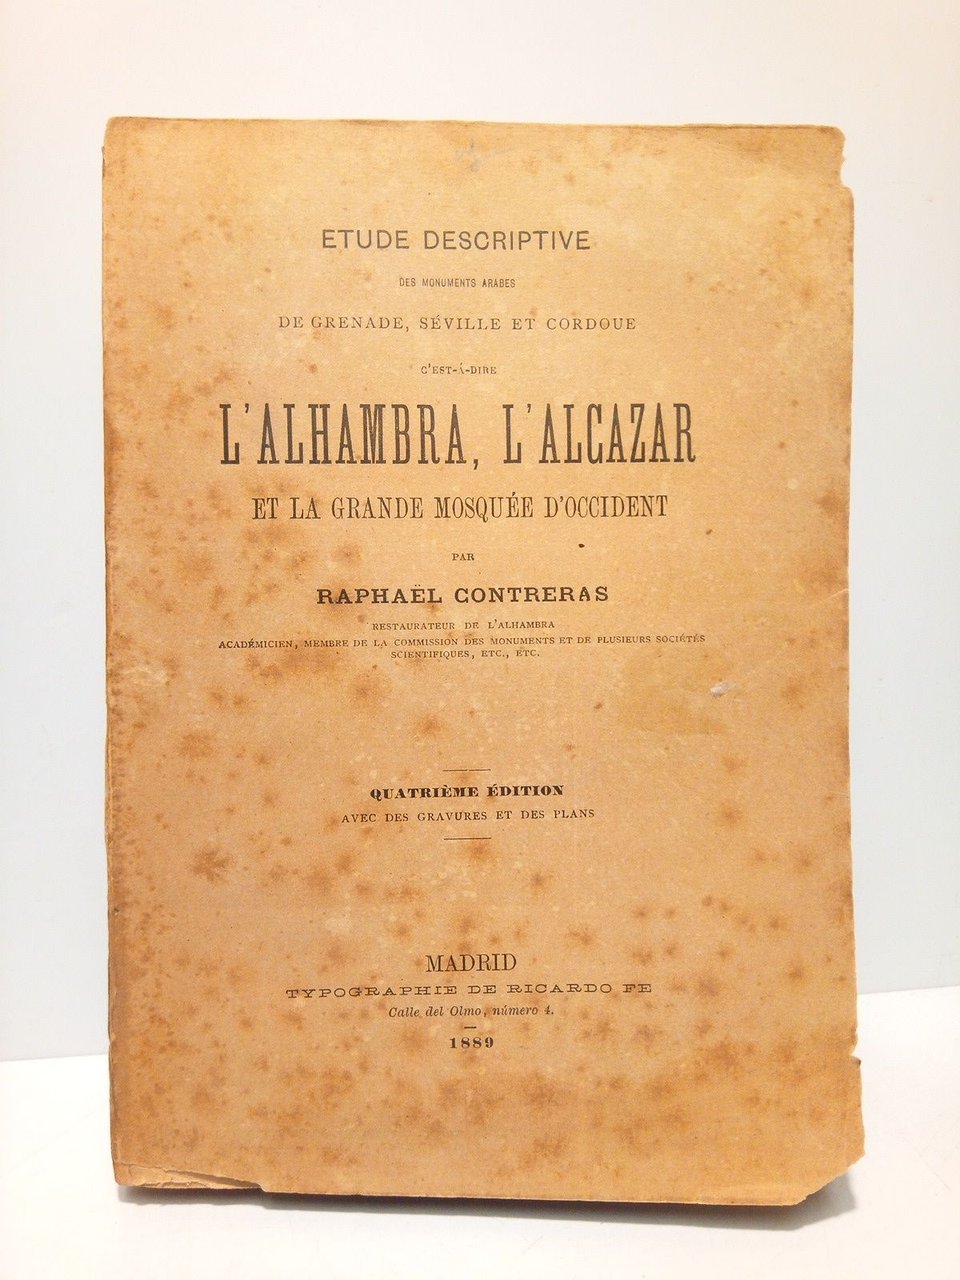 ETUDE DESCRIPTIVE
DES MONUMENTS ARABES
DE GRENADE, SÉVILLE ET CORDOUE
C'EST-Á-DIRE
L'ALHAMBRA, L'ALCAZAR
ET LA GRANDE MOSQUÉE D'OCCIDENT
PAR
RAPHAËL CONTRERAS
RESTAURATEUR DE L'ALHAMBRA
ACADÉMICIEN, MEMBRE DE LA COMMISSION DES MONUMENTS ET DE PLUSIEURS SOCIÉTÉS
SCIENTIFIQUES, ETC., ETC.
QUATRIÈME ÉDITION
AVEC DES GRAVURES ET DES PLANS
MADRID
TYPOGRAPHIE DE RICARDO FE
Calle del Olmo, número 4.
1889